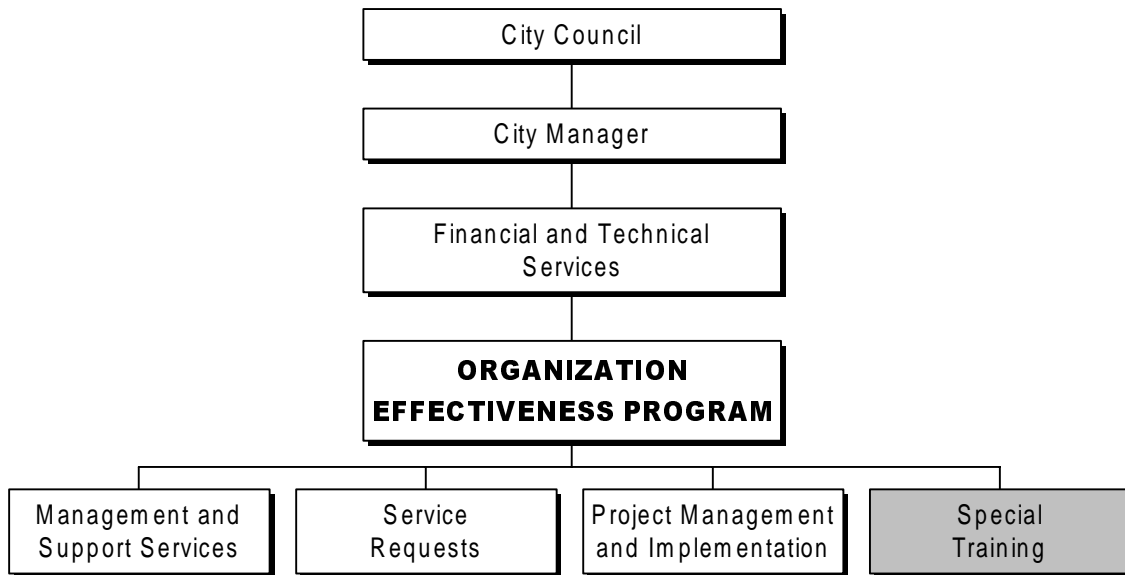 City Council
City Manager
Financial and Technical
Services
ORGANIZATION
EFFECTIVENESS PROGRAM
Management and
Support Services
Service
Requests
Project Management
and Implementation
Special
Training